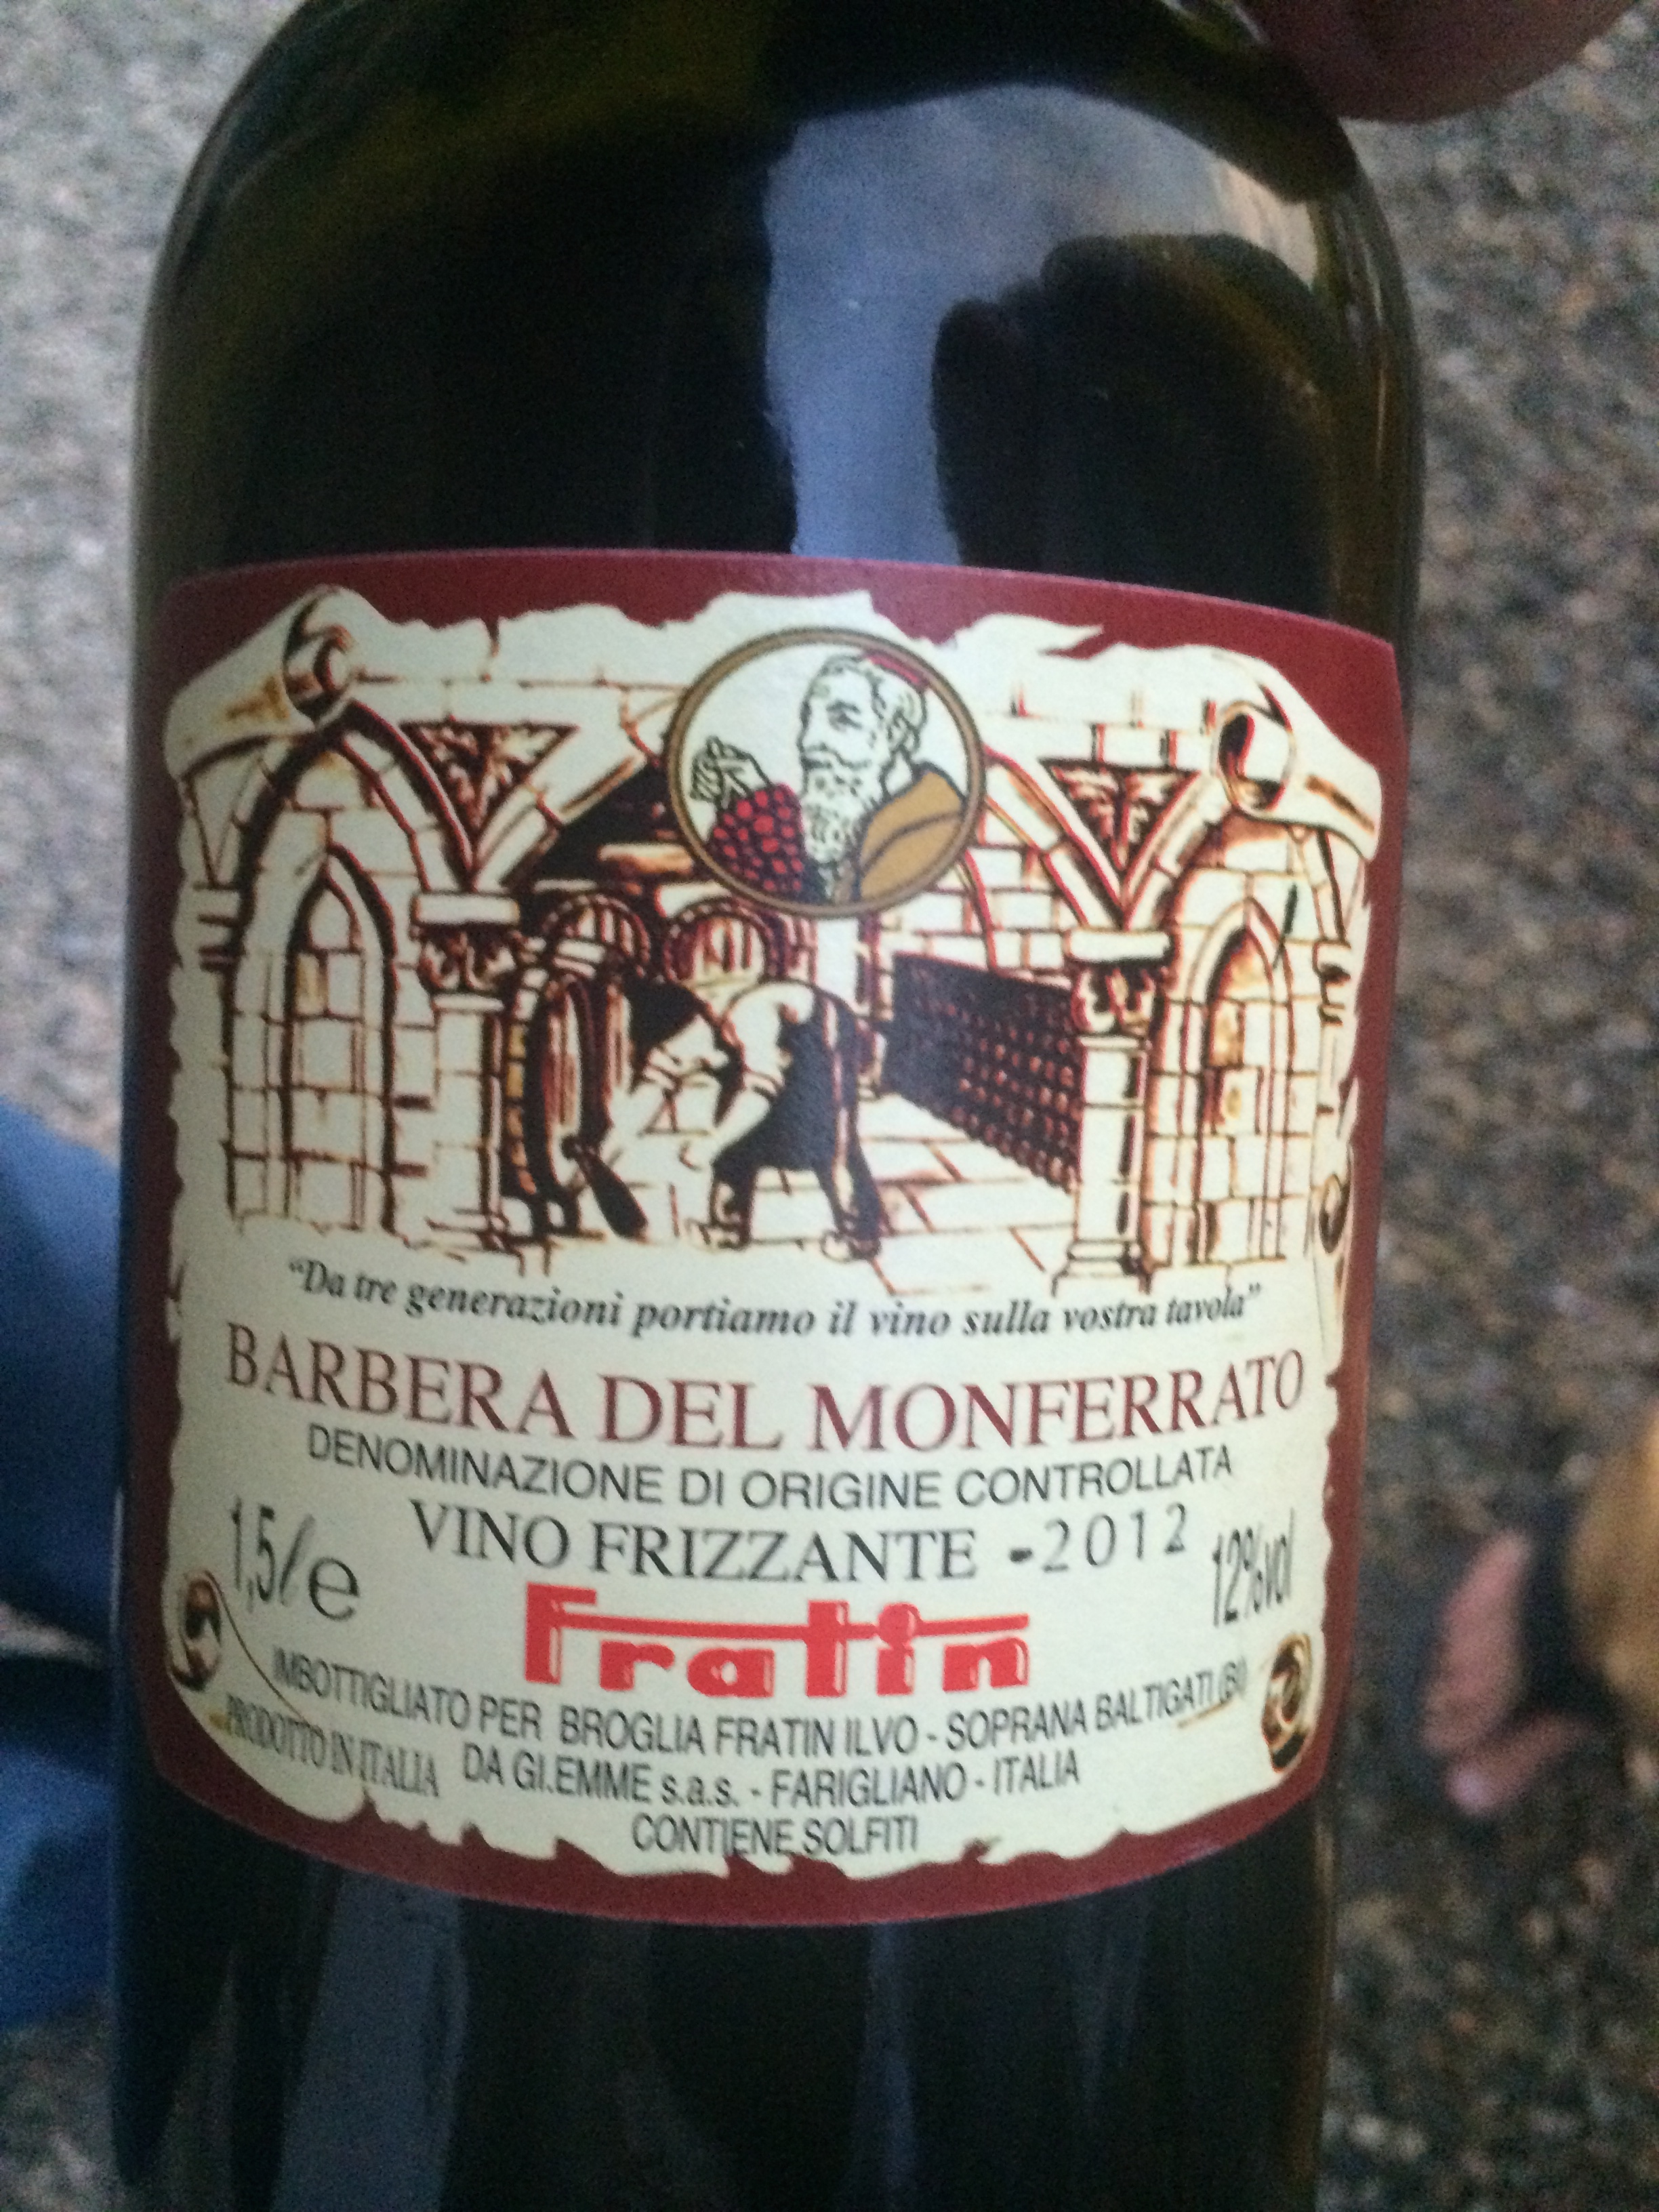 “Da tre generazioni portiamo il vino sulla vostra tavola”
BARBERA DEL MONFERRATO
DENOMINAZIONE DI ORIGINE CONTROLLATA
VINO FRIZZANTE -2012
1,5ℓe
12%vol
Fratin
IMBOTTIGLIATO PER BROGLIA FRATIN ILVO - SOPRANA BALTIGATI (BI)
PRODOTTO IN ITALIA
DA GI.EMME s.a.s. - FARIGLIANO - ITALIA
CONTIENE SOLFITI